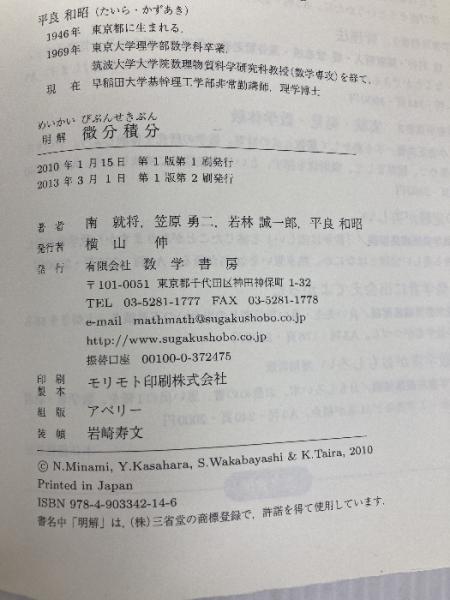 平良 和昭 (たいら・かずあき)
1946年 東京都に生まれる.
1969年 東京大学理学部数学科卒業,
筑波大学大学院数理物質科学研究科教授(数学専攻)を経て,
現 在 早稲田大学基幹理工学部非常勤講師, 理学博士
めいかい びぶんせきぶん
明解 微分積分
2010年1月15日 第1版第1刷発行
2013年3月1日 第1版第2刷発行
著者 南 就将, 笠原 勇二, 若林 誠一郎, 平良 和昭
発行者 横山 伸
発行 有限会社 数学書房
〒101-0051 東京都千代田区神田神保町1-32
TEL 03-5281-1777 FAX 03-5281-1778
e-mail mathmath@sugakushobo.co.jp
http://www.sugakushobo.co.jp
振替口座 00100-0-372475
印刷 製本 モリモト印刷株式会社
組版 アベリー
装幀 岩崎寿文
© N.Minami, Y.Kasahara, S.Wakabayashi & K.Taira, 2010
Printed in Japan
ISBN 978-4-903342-14-6
書名中「明解」は, (株)三省堂の商標登録で, 許諾を得て使用しています.